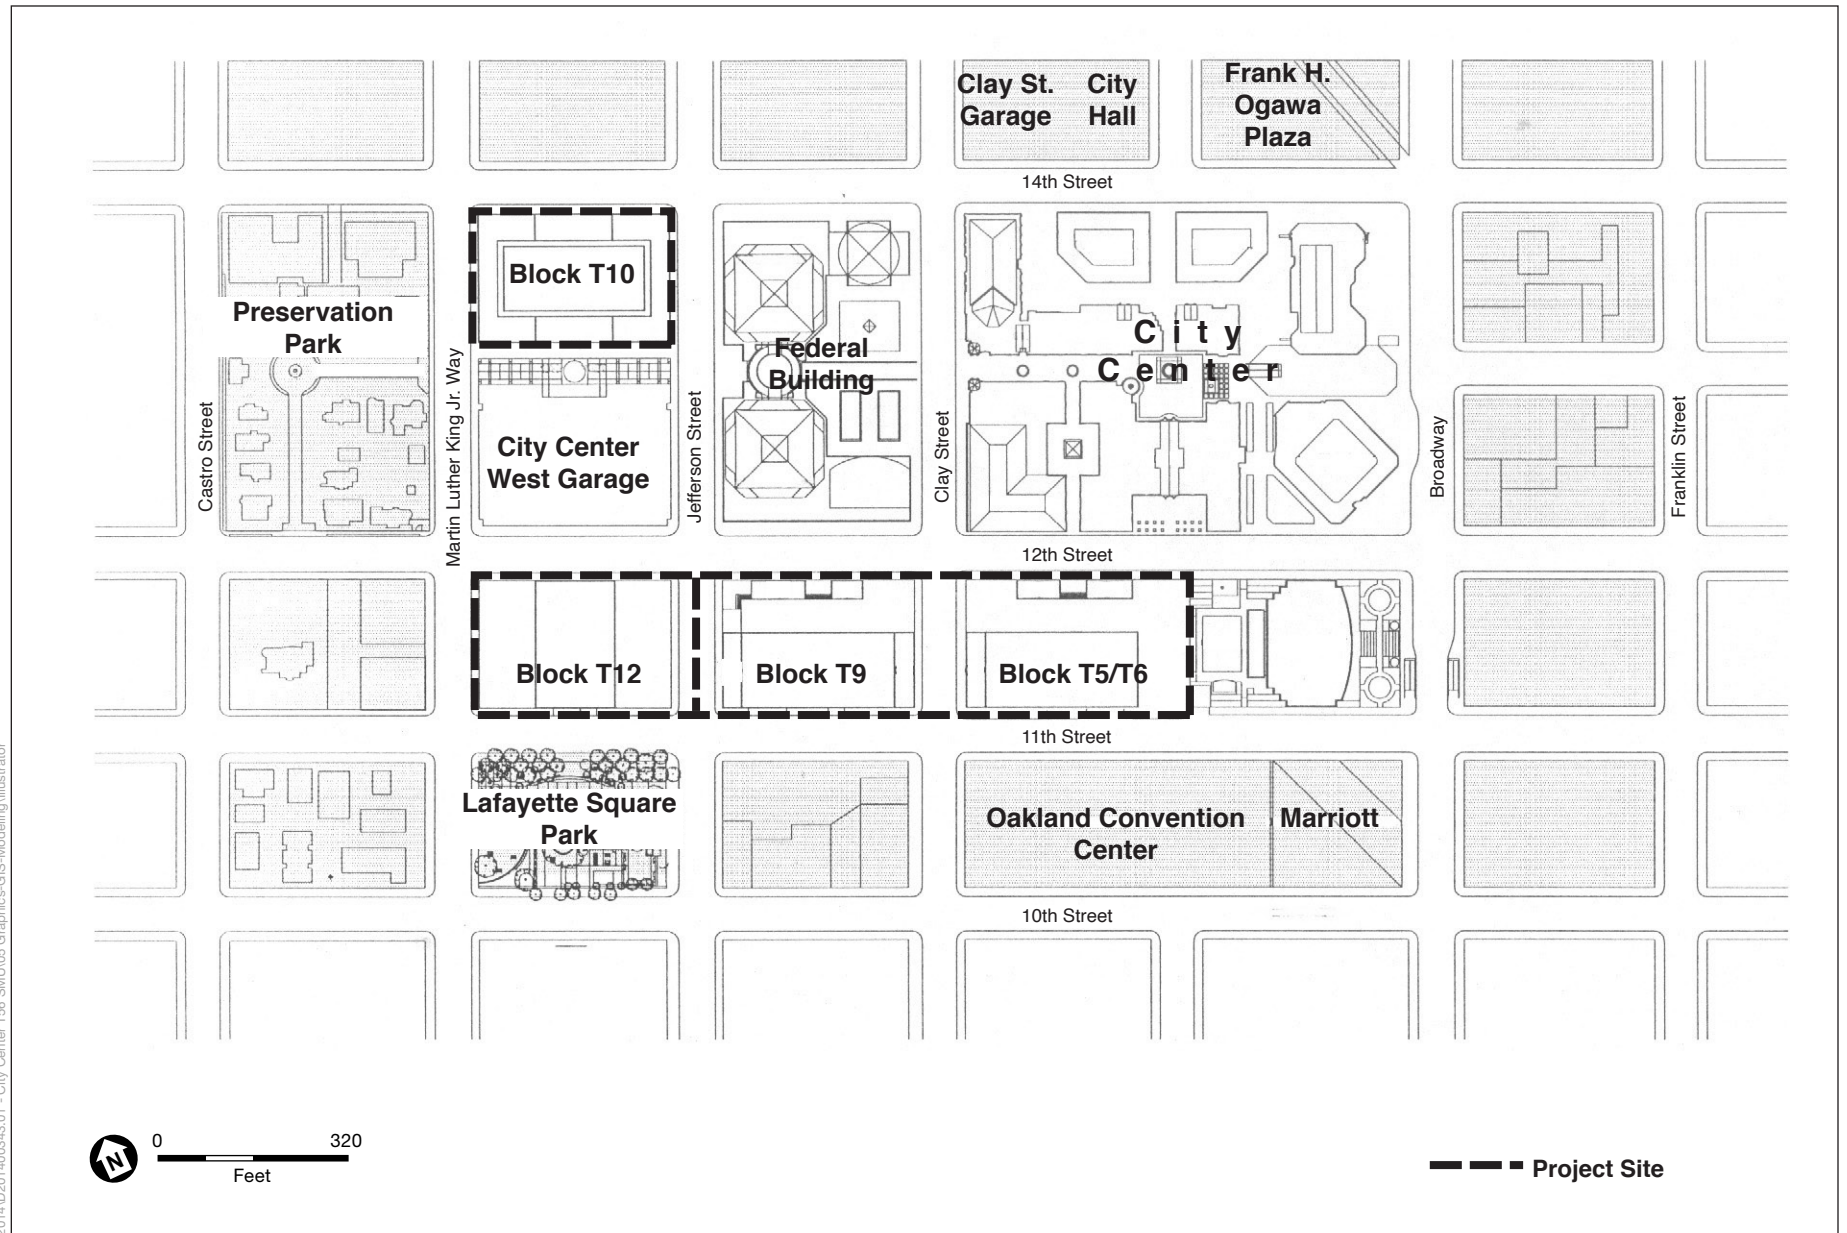 Clay St.
Garage
City
Hall
Frank H.
Ogawa
Plaza
14th Street
Block T10
Preservation
Park
Federal
Building
City
Center
City Center
West Garage
Castro Street
Martin Luther King Jr. Way
Jefferson Street
Clay Street
Broadway
Franklin Street
12th Street
Block T12
Block T9
Block T5/T6
11th Street
Lafayette Square
Park
Oakland Convention
Center
Marriott
10th Street
N
0 320
Feet
Project Site